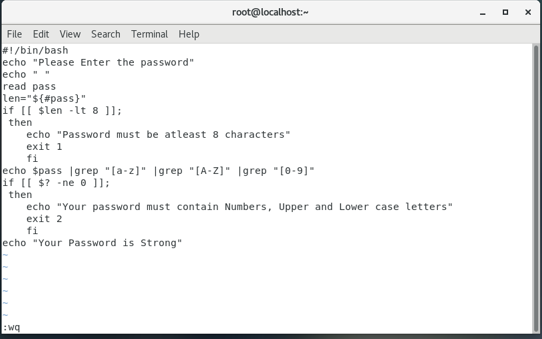 root@localhost:~
File Edit View Search Terminal Help
#!/bin/bash
echo "Please Enter the password"
echo " "
read pass
len="${#pass}"
if [[ $len -lt 8 ]];
 then
    echo "Password must be atleast 8 characters"
    exit 1
    fi
echo $pass |grep "[a-z]" |grep "[A-Z]" |grep "[0-9]"
if [[ $? -ne 0 ]];
 then
    echo "Your password must contain Numbers, Upper and Lower case letters"
    exit 2
    fi
echo "Your Password is Strong"
~
~
~
~
~
~
:wq